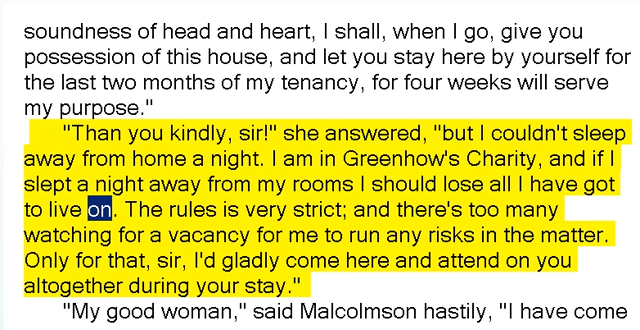 soundness of head and heart, I shall, when I go, give you
possession of this house, and let you stay here by yourself for
the last two months of my tenancy, for four weeks will serve
my purpose."
"Than you kindly, sir!" she answered, "but I couldn't sleep
away from home a night. I am in Greenhow's Charity, and if I
slept a night away from my rooms I should lose all I have got
to live on. The rules is very strict; and there's too many
watching for a vacancy for me to run any risks in the matter.
Only for that, sir, I'd gladly come here and attend on you
altogether during your stay."
"My good woman," said Malcolmson hastily, "I have come